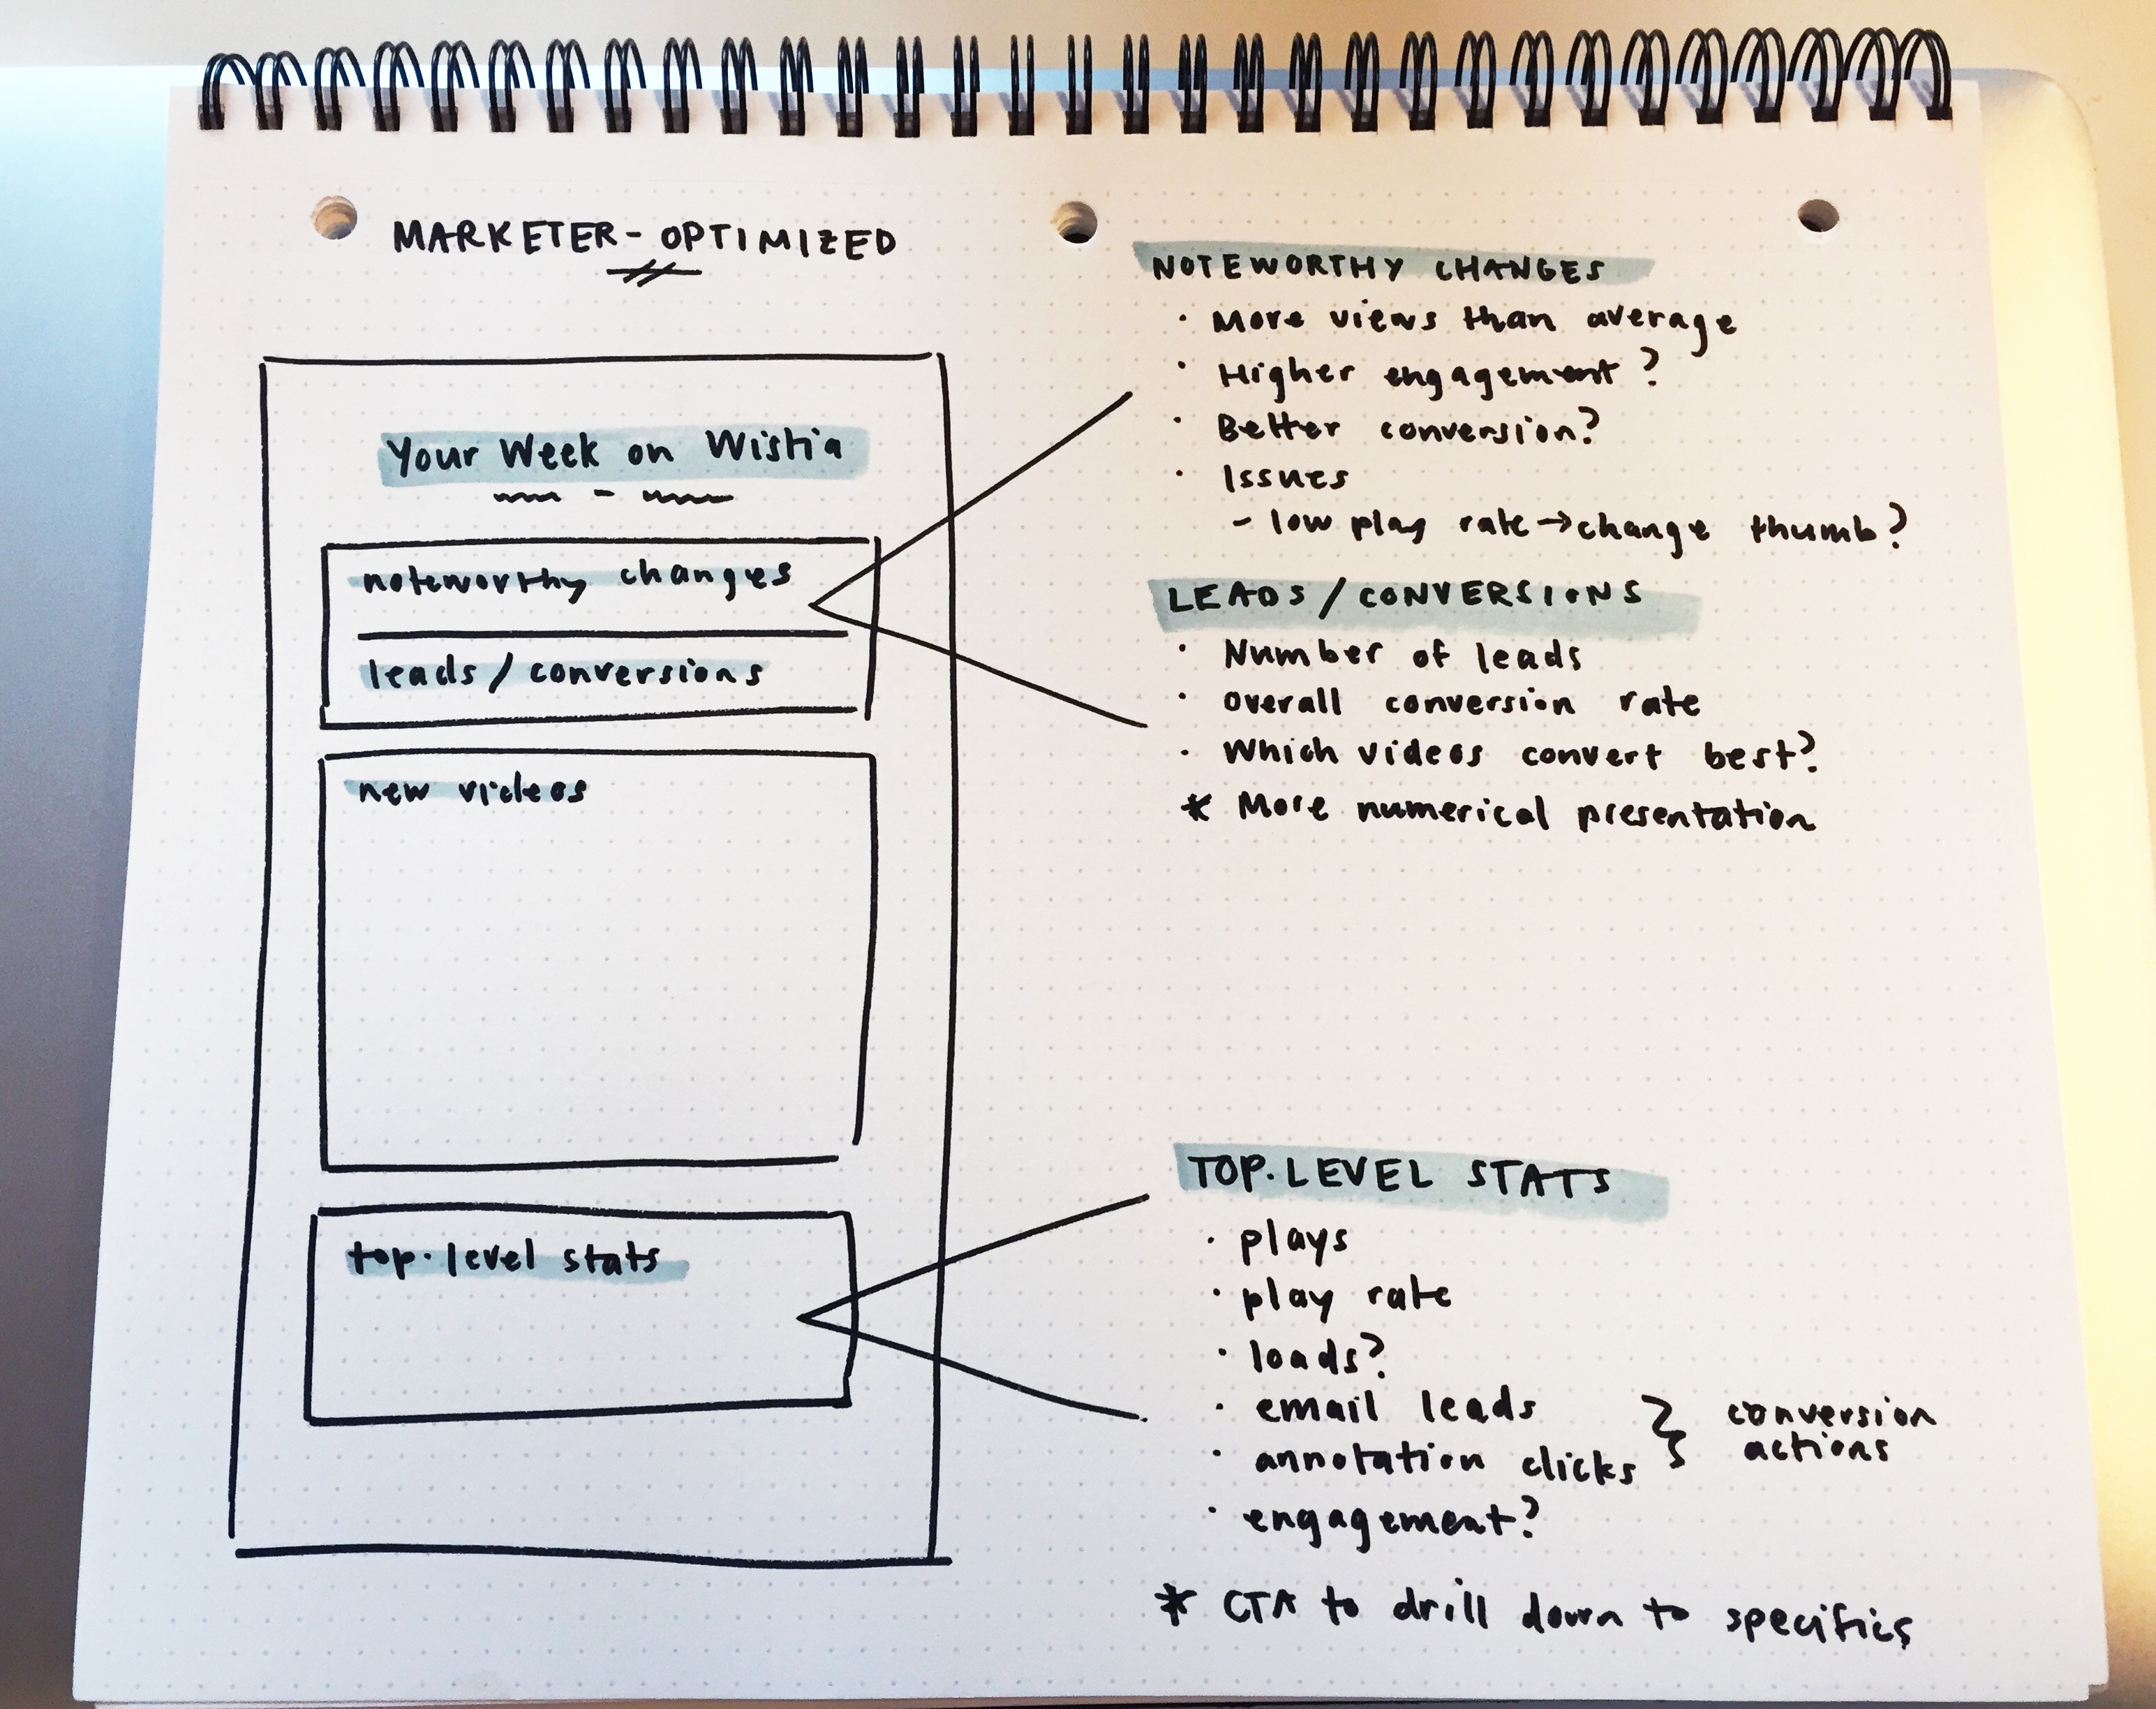 MARKETER-OPTIMIZED
Your Week on Wistia
noteworthy changes
leads / conversions
new videos
top-level stats
NOTEWORTHY CHANGES
· More views than average
· Higher engagement?
· Better conversion?
· Issues
- low play rate → change thumb?
LEADS / CONVERSIONS
· Number of leads
· Overall conversion rate
· Which videos convert best?
* More numerical presentation
TOP-LEVEL STATS
· plays
· play rate
· loads?
· email leads
· annotation clicks
} conversion
actions
· engagement?
* CTA to drill down to specifics